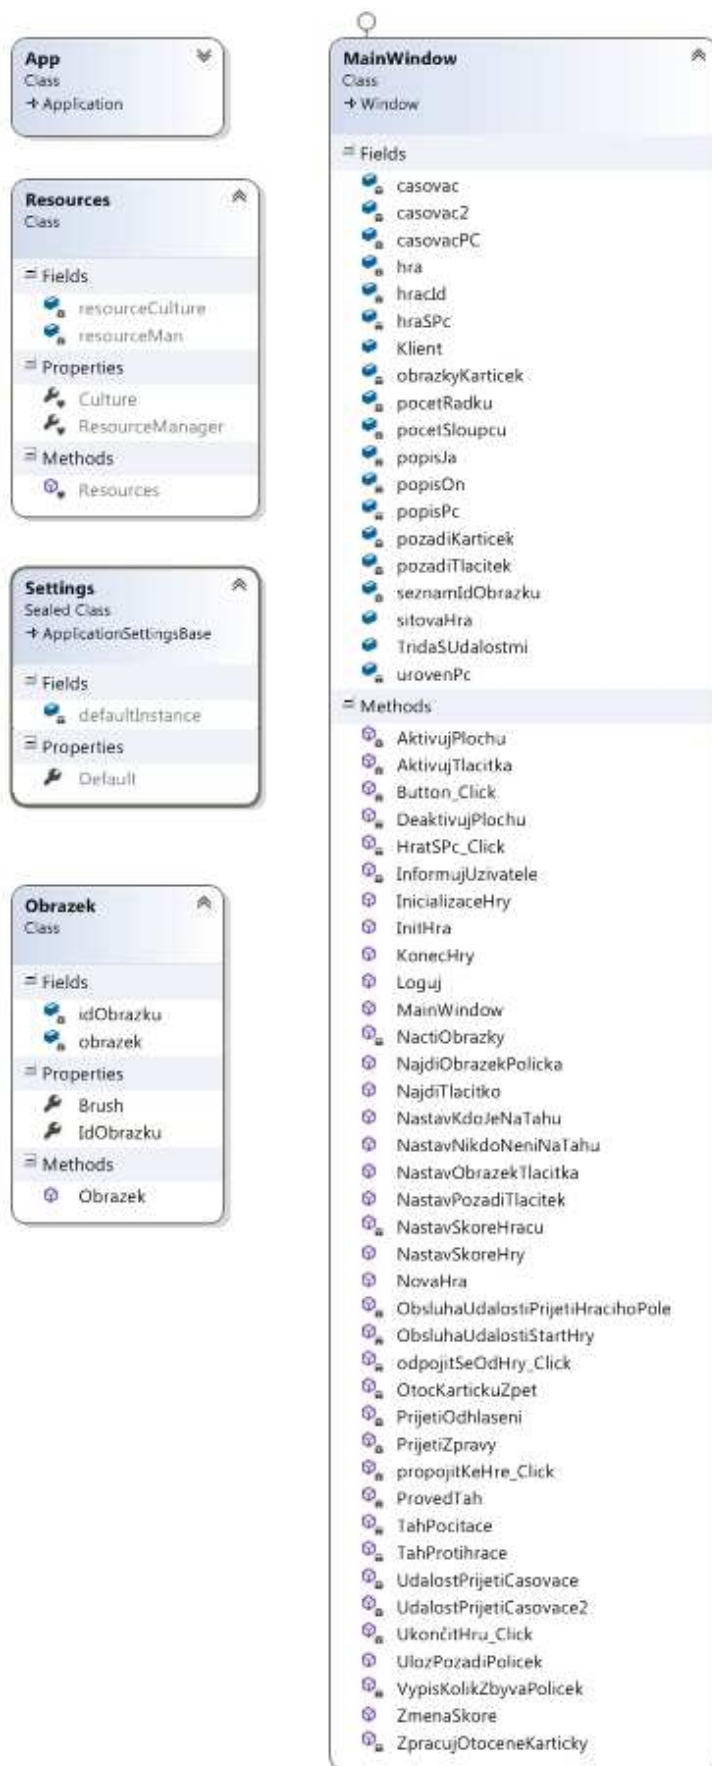 App
Class
Application
Resources
Class
Fields
resourceCulture
resourceMan
Properties
Culture
ResourceManager
Methods
Resources
Settings
Sealed Class
ApplicationSettingsBase
Fields
defaultInstance
Properties
Default
Obrazek
Class
Fields
idObrazku
obrazek
Properties
Brush
IdObrazku
Methods
Obrazek
MainWindow
Class
Window
Fields
casovac
casovac2
casovacPC
hra
hracId
hraSPc
Klient
obrazkyKarticek
pocetRadku
pocetSloupcu
popisJa
popisOn
popisPc
pozadiKarticek
pozadiTlacitek
seznamIdObrazku
sitovaHra
TridaSUdalostmi
urovenPc
Methods
AktivujPlochu
AktivujTlacitka
Button_Click
DeaktivujPlochu
HratSPc_Click
InformujUzivatele
InicializaceHry
InitHra
KonecHry
Loguj
MainWindow
NactiObrazky
NajdiObrazekPolicka
NajdiTlacitko
NastavKdoJeNaTahu
NastavNikdoNeniNaTahu
NastavObrazekTlacitka
NastavPozadiTlacitek
NastavSkoreHracu
NastavSkoreHry
NovaHra
ObsluhaUdalostiPrijetiHracihoPole
ObsluhaUdalostiStartHry
odpojitSeOdHry_Click
OtocKartickuZpet
PrijetiOdhlaseni
PrijetiZpravy
propojitKeHre_Click
ProvedTah
TahPocitace
TahProtihrace
UdalostPrijetiCasovace
UdalostPrijetiCasovace2
UkončitHru_Click
UlozPozadiPolicek
VypisKolikZbyvaPolicek
ZmenaSkore
ZpracujOtoceneKarticky